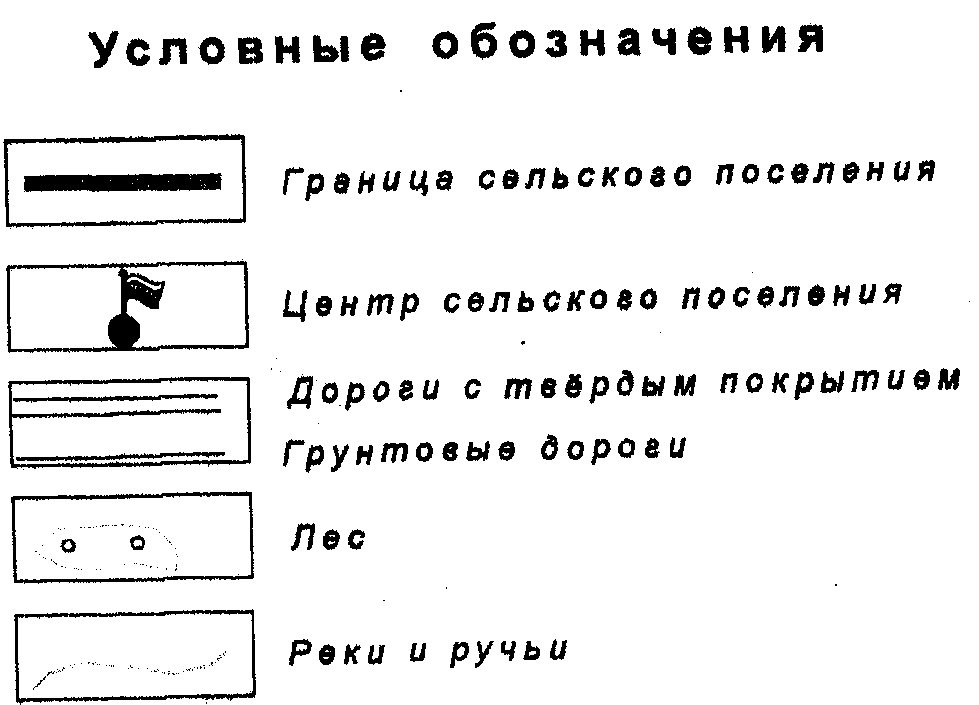 Условные обозначения
Граница сельского поселения
Центр сельского поселения
Дороги с твёрдым покрытием
Грунтовые дороги
Лес
Реки и ручьи